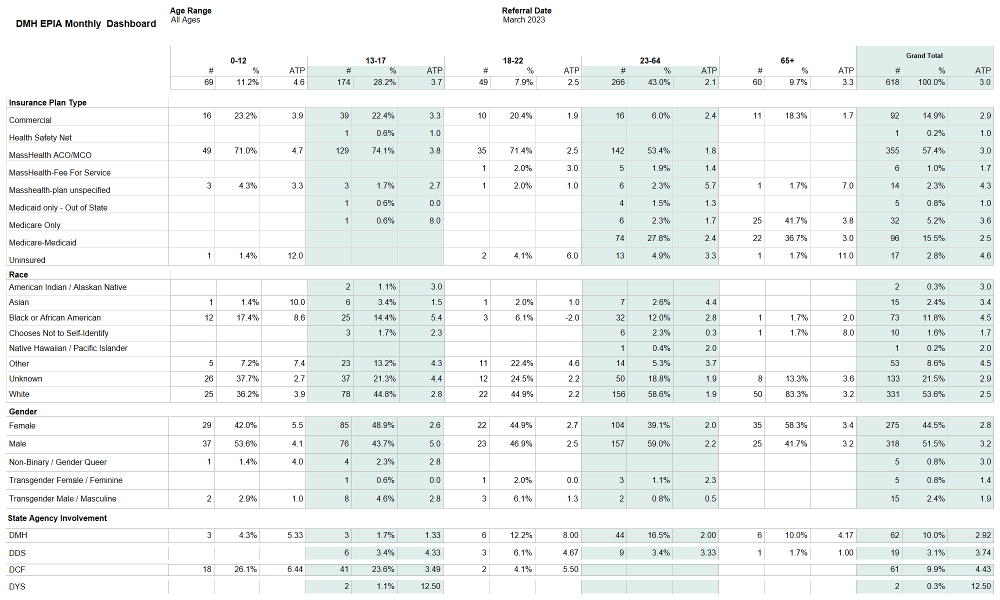 Age Range
All Ages
Referral Date
March 2023
DMH EPIA Monthly Dashboard
Grand Total
0-12 13-17 18-22 23-64 65+
# % ATP # % ATP # % ATP # % ATP # % ATP # % ATP
69 11.2% 4.6 174 28.2% 3.7 49 7.9% 2.5 266 43.0% 2.1 60 9.7% 3.3 618 100.0% 3.0
Insurance Plan Type
Commercial 16 23.2% 3.9 39 22.4% 3.3 10 20.4% 1.9 16 6.0% 2.4 11 18.3% 1.7 92 14.9% 2.9
Health Safety Net 1 0.6% 1.0 1 0.2% 1.0
MassHealth ACO/MCO 49 71.0% 4.7 129 74.1% 3.8 35 71.4% 2.5 142 53.4% 1.8 355 57.4% 3.0
MassHealth-Fee For Service 1 2.0% 3.0 5 1.9% 1.4 6 1.0% 1.7
Masshealth-plan unspecified 3 4.3% 3.3 3 1.7% 2.7 1 2.0% 1.0 6 2.3% 5.7 1 1.7% 7.0 14 2.3% 4.3
Medicaid only - Out of State 1 0.6% 0.0 4 1.5% 1.3 5 0.8% 1.0
Medicare Only 1 0.6% 8.0 6 2.3% 1.7 25 41.7% 3.8 32 5.2% 3.6
Medicare-Medicaid 74 27.8% 2.4 22 36.7% 3.0 96 15.5% 2.5
Uninsured 1 1.4% 12.0 2 4.1% 6.0 13 4.9% 3.3 1 1.7% 11.0 17 2.8% 4.6
Race
American Indian / Alaskan Native 2 1.1% 3.0 2 0.3% 3.0
Asian 1 1.4% 10.0 6 3.4% 1.5 1 2.0% 1.0 7 2.6% 4.4 15 2.4% 3.4
Black or African American 12 17.4% 8.6 25 14.4% 5.4 3 6.1% -2.0 32 12.0% 2.8 1 1.7% 2.0 73 11.8% 4.5
Chooses Not to Self-Identify 3 1.7% 2.3 6 2.3% 0.3 1 1.7% 8.0 10 1.6% 1.7
Native Hawaiian / Pacific Islander 1 0.4% 2.0 1 0.2% 2.0
Other 5 7.2% 7.4 23 13.2% 4.3 11 22.4% 4.6 14 5.3% 3.7 53 8.6% 4.5
Unknown 26 37.7% 2.7 37 21.3% 4.4 12 24.5% 2.2 50 18.8% 1.9 8 13.3% 3.6 133 21.5% 2.9
White 25 36.2% 3.9 78 44.8% 2.8 22 44.9% 2.2 156 58.6% 1.9 50 83.3% 3.2 331 53.6% 2.5
Gender
Female 29 42.0% 5.5 85 48.9% 2.6 22 44.9% 2.7 104 39.1% 2.0 35 58.3% 3.4 275 44.5% 2.8
Male 37 53.6% 4.1 76 43.7% 5.0 23 46.9% 2.5 157 59.0% 2.2 25 41.7% 3.2 318 51.5% 3.2
Non-Binary / Gender Queer 1 1.4% 4.0 4 2.3% 2.8 5 0.8% 3.0
Transgender Female / Feminine 1 0.6% 0.0 1 2.0% 0.0 3 1.1% 2.3 5 0.8% 1.4
Transgender Male / Masculine 2 2.9% 1.0 8 4.6% 2.8 3 6.1% 1.3 2 0.8% 0.5 15 2.4% 1.9
State Agency Involvement
DMH 3 4.3% 5.33 3 1.7% 1.33 6 12.2% 8.00 44 16.5% 2.00 6 10.0% 4.17 62 10.0% 2.92
DDS 6 3.4% 4.33 3 6.1% 4.67 9 3.4% 3.33 1 1.7% 1.00 19 3.1% 3.74
DCF 18 26.1% 6.44 41 23.6% 3.49 2 4.1% 5.50 61 9.9% 4.43
DYS 2 1.1% 12.50 2 0.3% 12.50